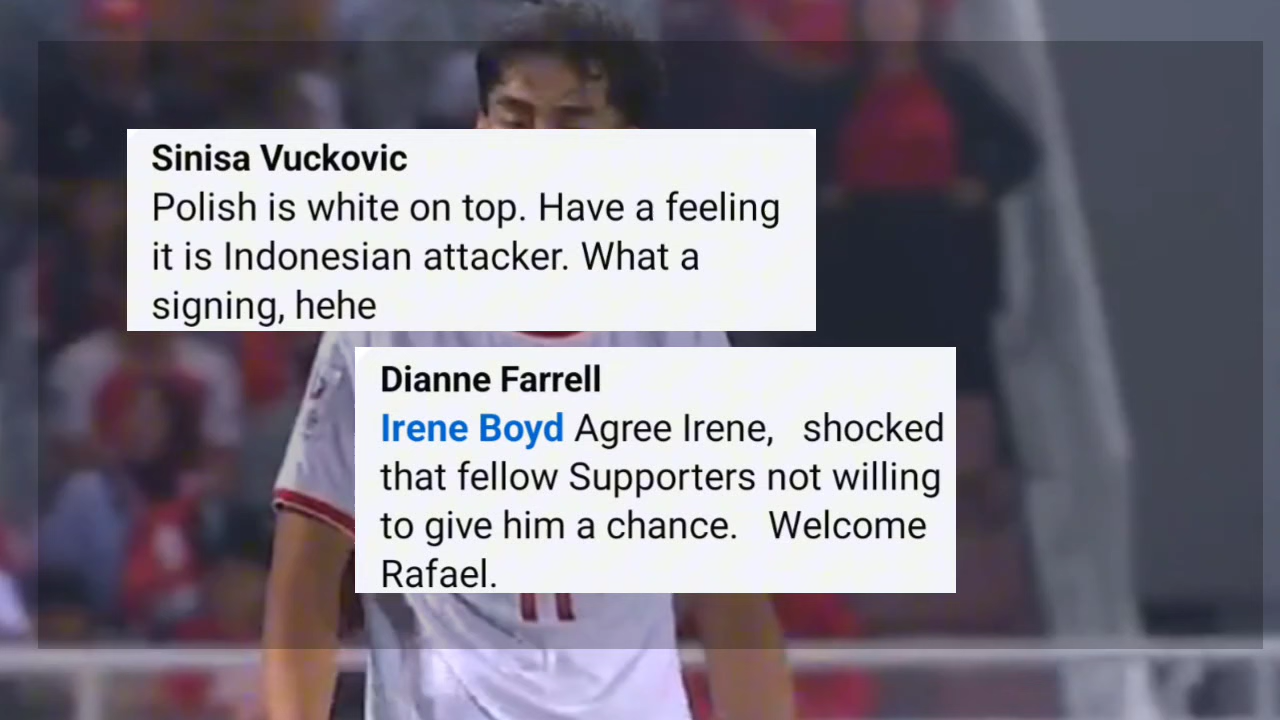 Sinisa Vuckovic
Polish is white on top. Have a feeling
it is Indonesian attacker. What a
signing, hehe
Dianne Farrell
Irene Boyd Agree Irene, shocked
that fellow Supporters not willing
to give him a chance. Welcome
Rafael.
11